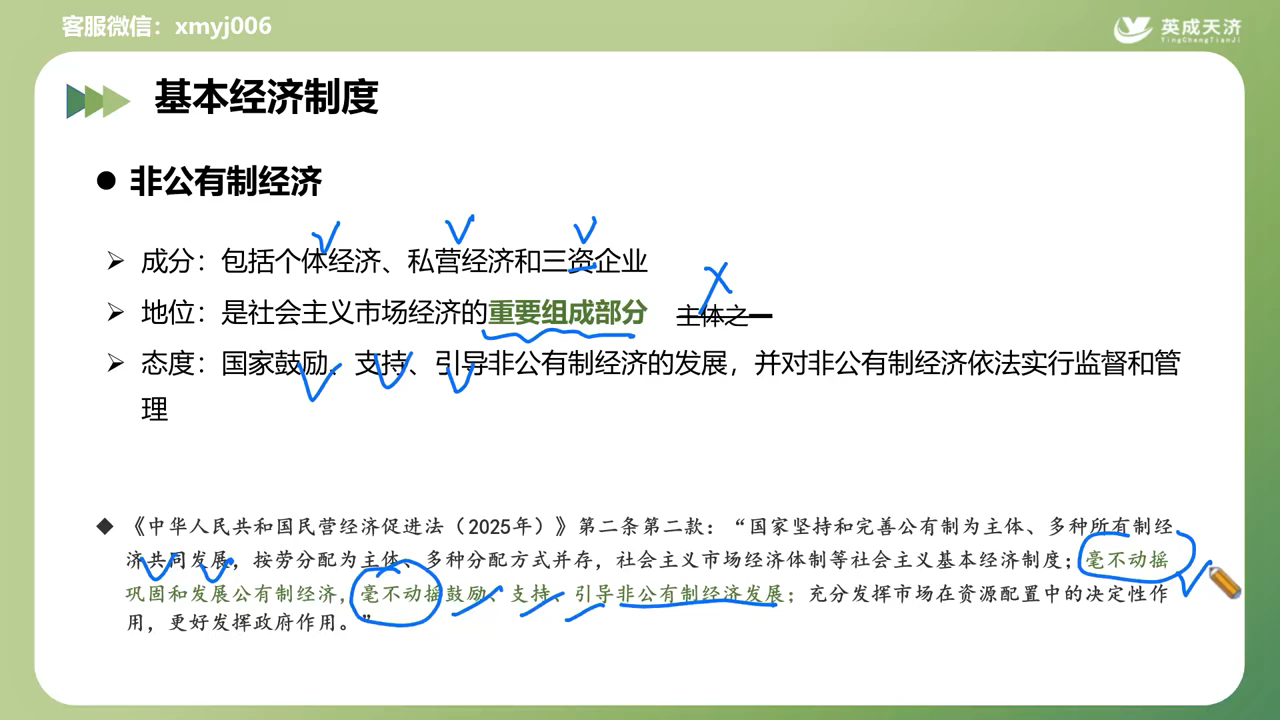 客服微信：xmyj006
英成天济
YingChengTianJi
基本经济制度
非公有制经济
成分：包括个体经济、私营经济和三资企业
地位：是社会主义市场经济的重要组成部分 主体之一
态度：国家鼓励、支持、引导非公有制经济的发展，并对非公有制经济依法实行监督和管
理
《中华人民共和国民营经济促进法（2025年）》第二条第二款：“国家坚持和完善公有制为主体、多种所有制经
济共同发展，按劳分配为主体、多种分配方式并存，社会主义市场经济体制等社会主义基本经济制度；毫不动摇
巩固和发展公有制经济，毫不动摇鼓励、支持、引导非公有制经济发展；充分发挥市场在资源配置中的决定性作
用，更好发挥政府作用。”